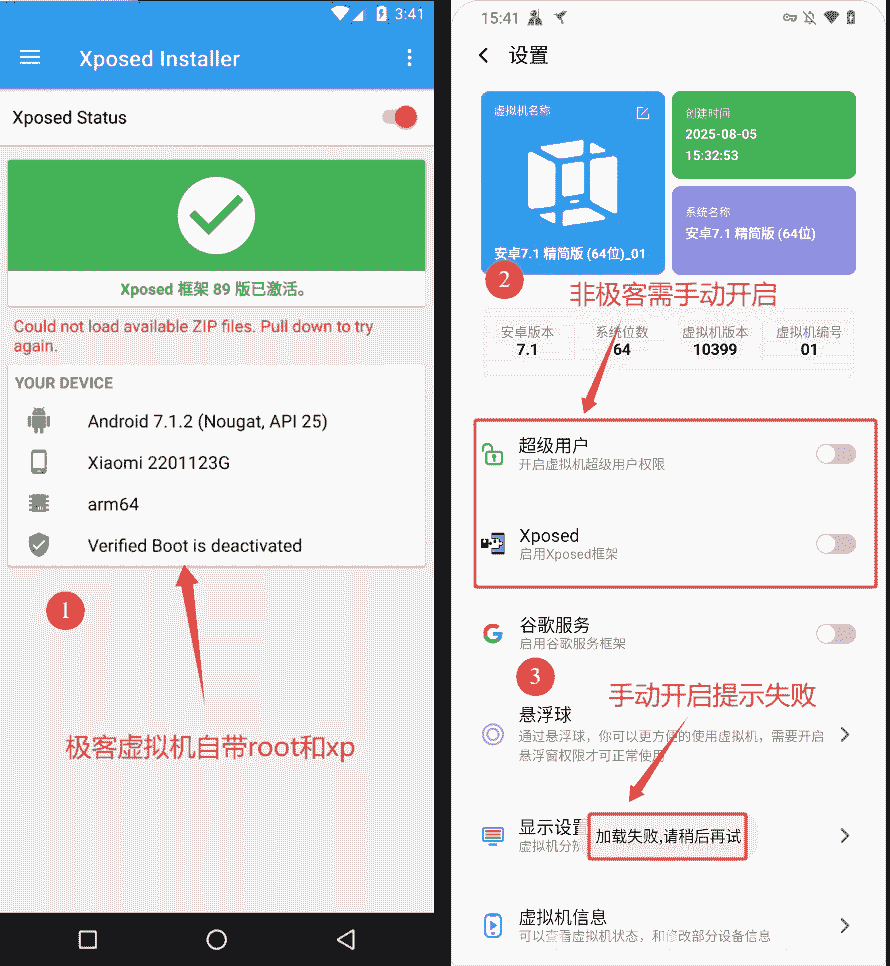 3:41
Xposed Installer
Xposed Status
Xposed 框架 89 版已激活。
Could not load available ZIP files. Pull down to try
again.
YOUR DEVICE
Android 7.1.2 (Nougat, API 25)
Xiaomi 2201123G
arm64
Verified Boot is deactivated
1
极客虚拟机自带root和xp
15:41
设置
虚拟机名称
安卓7.1 精简版 (64位)_01
创建时间
2025-08-05
15:32:53
系统名称
安卓7.1 精简版 (64位)
2
非极客需手动开启
安卓版本
7.1
系统位数
64
虚拟机版本
10399
虚拟机编号
01
超级用户
开启虚拟机超级用户权限
Xposed
启用Xposed框架
谷歌服务
启用谷歌服务框架
3
手动开启提示失败
悬浮球
通过悬浮球，你可以更方便的使用虚拟机，需要开启
悬浮窗权限才可正常使用
显示设置
虚拟机分辨
加载失败,请稍后再试
虚拟机信息
可以查看虚拟机状态，和修改部分设备信息